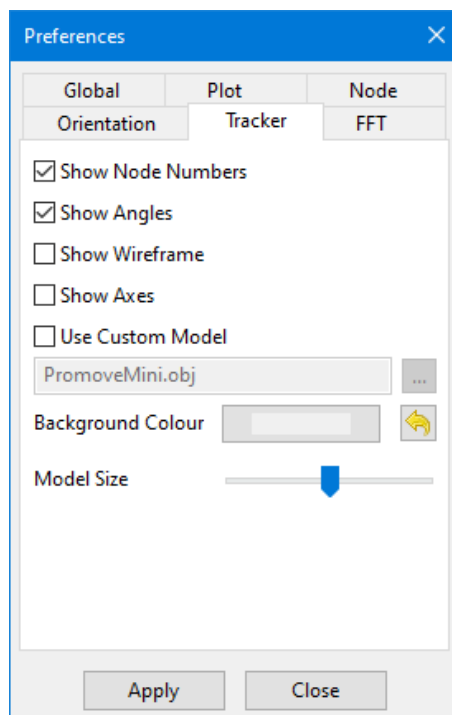 Preferences
Global Plot Node
Orientation Tracker FFT
Show Node Numbers
Show Angles
Show Wireframe
Show Axes
Use Custom Model
PromoveMini.obj ...
Background Colour
Model Size
Apply Close